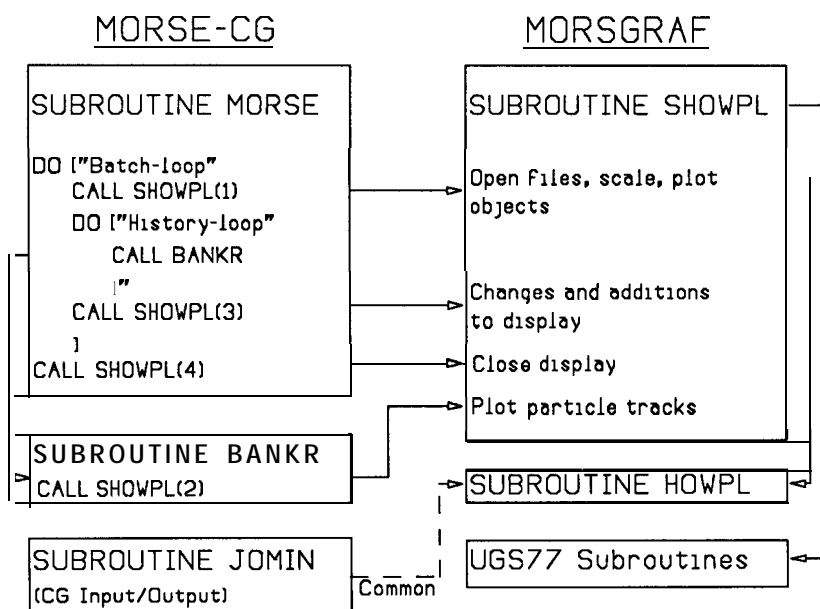 MORSE-CG
SUBROUTINE MORSE
DO ["Batch-loop"
CALL SHOWPL(1)
DO ["History-loop"
CALL BANKR
]"
CALL SHOWPL(3)
]
CALL SHOWPL(4)
SUBROUTINE BANKR
CALL SHOWPL(2)
SUBROUTINE JOMIN
(CG Input/Output)
Common
MORSGRAF
SUBROUTINE SHOWPL
Open files, scale, plot
objects
Changes and additions
to display
Close display
Plot particle tracks
SUBROUTINE HOWPL
UGS77 Subroutines